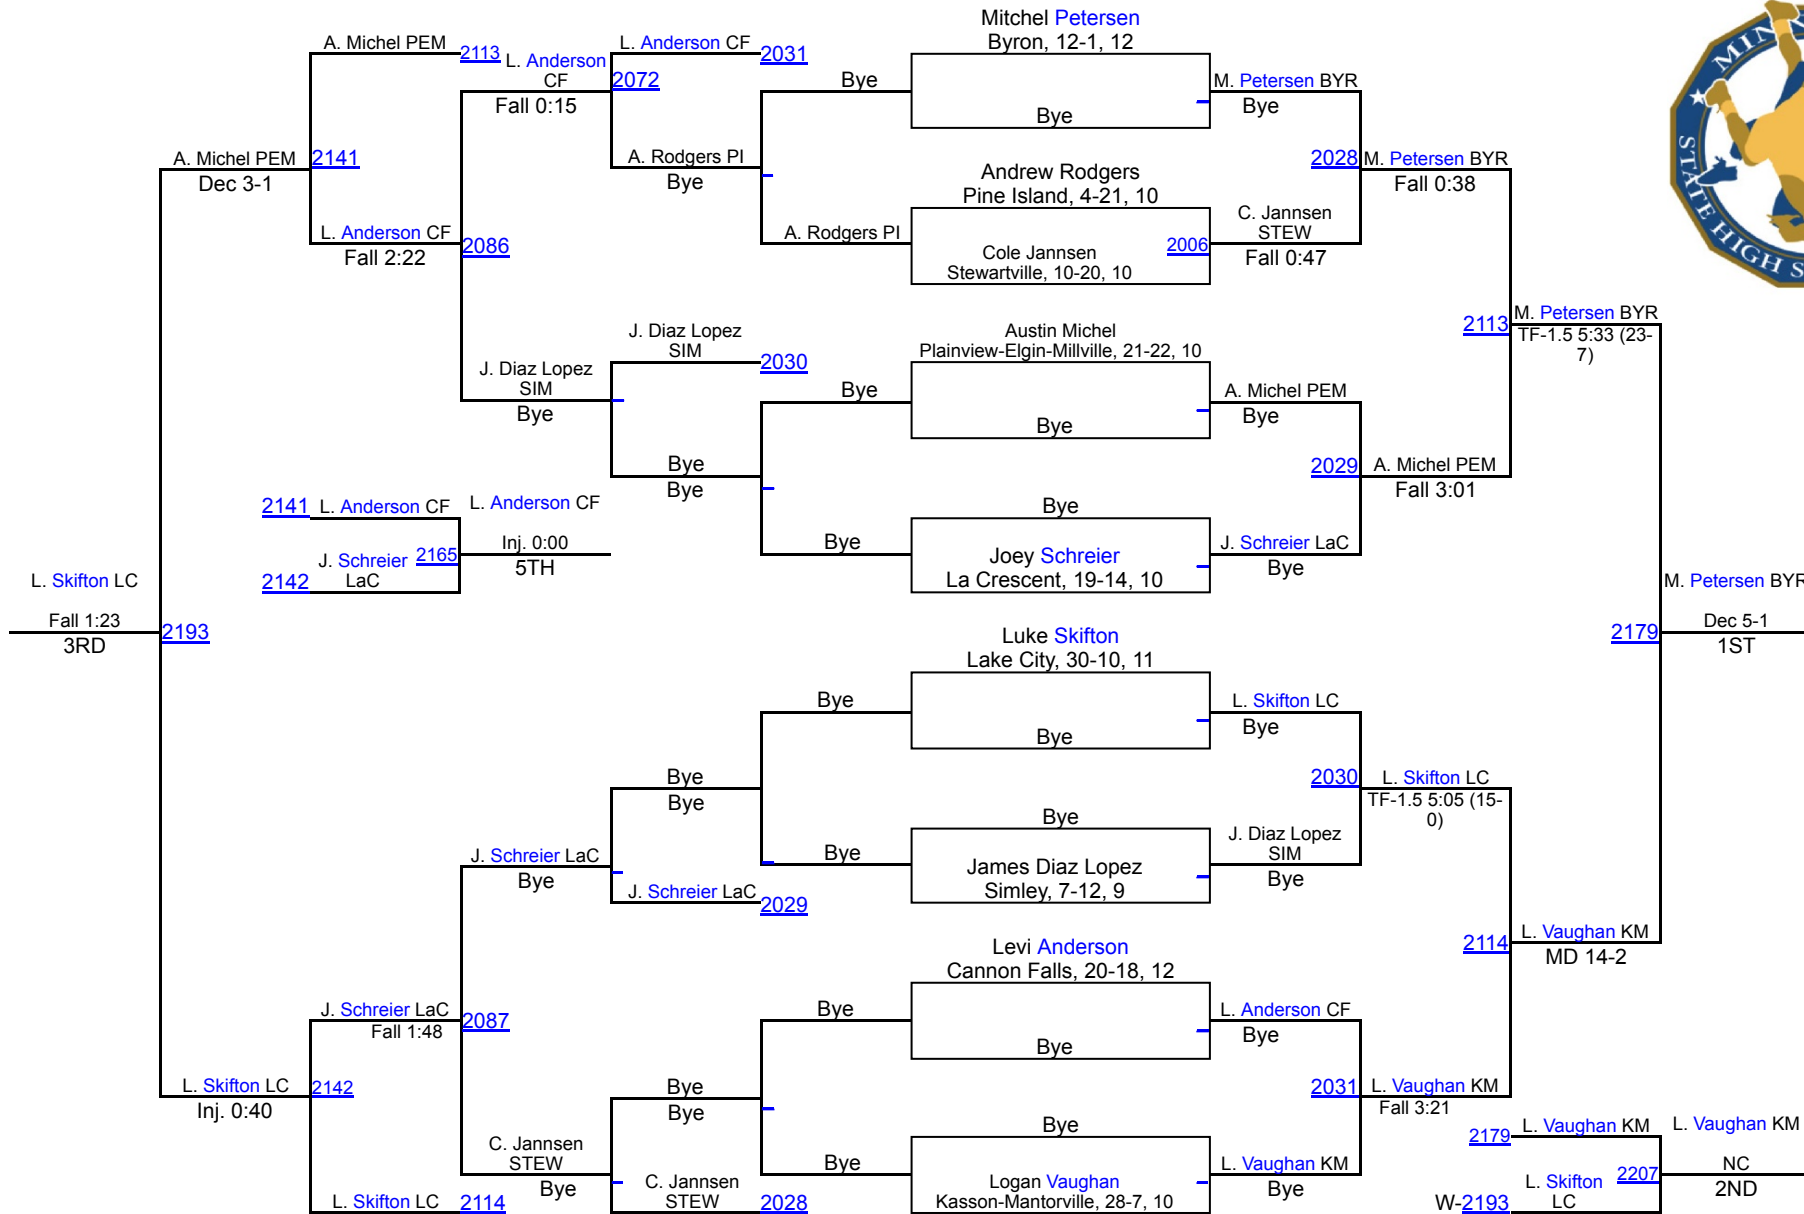 Mitchel Petersen
Byron, 12-1, 12
Bye
Andrew Rodgers
Pine Island, 4-21, 10
Cole Jannsen
Stewartville, 10-20, 10
2006
Austin Michel
Plainview-Elgin-Millville, 21-22, 10
Bye
Bye
Joey Schreier
La Crescent, 19-14, 10
Luke Skifton
Lake City, 30-10, 11
Bye
Bye
James Diaz Lopez
Simley, 7-12, 9
Levi Anderson
Cannon Falls, 20-18, 12
Bye
Bye
Logan Vaughan
Kasson-Mantorville, 28-7, 10
M. Petersen BYR
Bye
C. Jannsen
STEW
Fall 0:47
A. Michel PEM
Bye
J. Schreier LaC
Bye
L. Skifton LC
Bye
J. Diaz Lopez
SIM
Bye
L. Anderson CF
Bye
L. Vaughan KM
Bye
2028
M. Petersen BYR
Fall 0:38
2029
A. Michel PEM
Fall 3:01
2030
L. Skifton LC
TF-1.5 5:05 (15-
0)
2031
L. Vaughan KM
Fall 3:21
2113
M. Petersen BYR
TF-1.5 5:33 (23-
7)
2114
L. Vaughan KM
MD 14-2
2179
M. Petersen BYR
Dec 5-1
1ST
2179
L. Vaughan KM
W-2193
L. Skifton
LC
2207
L. Vaughan KM
NC
2ND
Bye
A. Rodgers PI
Bye
Bye
Bye
Bye
Bye
Bye
L. Anderson CF
2031
A. Rodgers PI
Bye
J. Diaz Lopez
SIM
2030
Bye
Bye
Bye
Bye
J. Schreier LaC
2029
Bye
Bye
C. Jannsen
STEW
2028
L. Anderson
CF
2072
Fall 0:15
J. Diaz Lopez
SIM
Bye
J. Schreier LaC
Bye
C. Jannsen
STEW
Bye
A. Michel PEM
2113
L. Anderson CF
2086
Fall 2:22
J. Schreier LaC
2087
Fall 1:48
L. Skifton LC
2114
A. Michel PEM
2141
Dec 3-1
L. Skifton LC
2142
Inj. 0:40
2141
L. Anderson CF
2142
J. Schreier
LaC
2165
L. Anderson CF
Inj. 0:00
5TH
L. Skifton LC
Fall 1:23
3RD
2193
STATE HIGH S